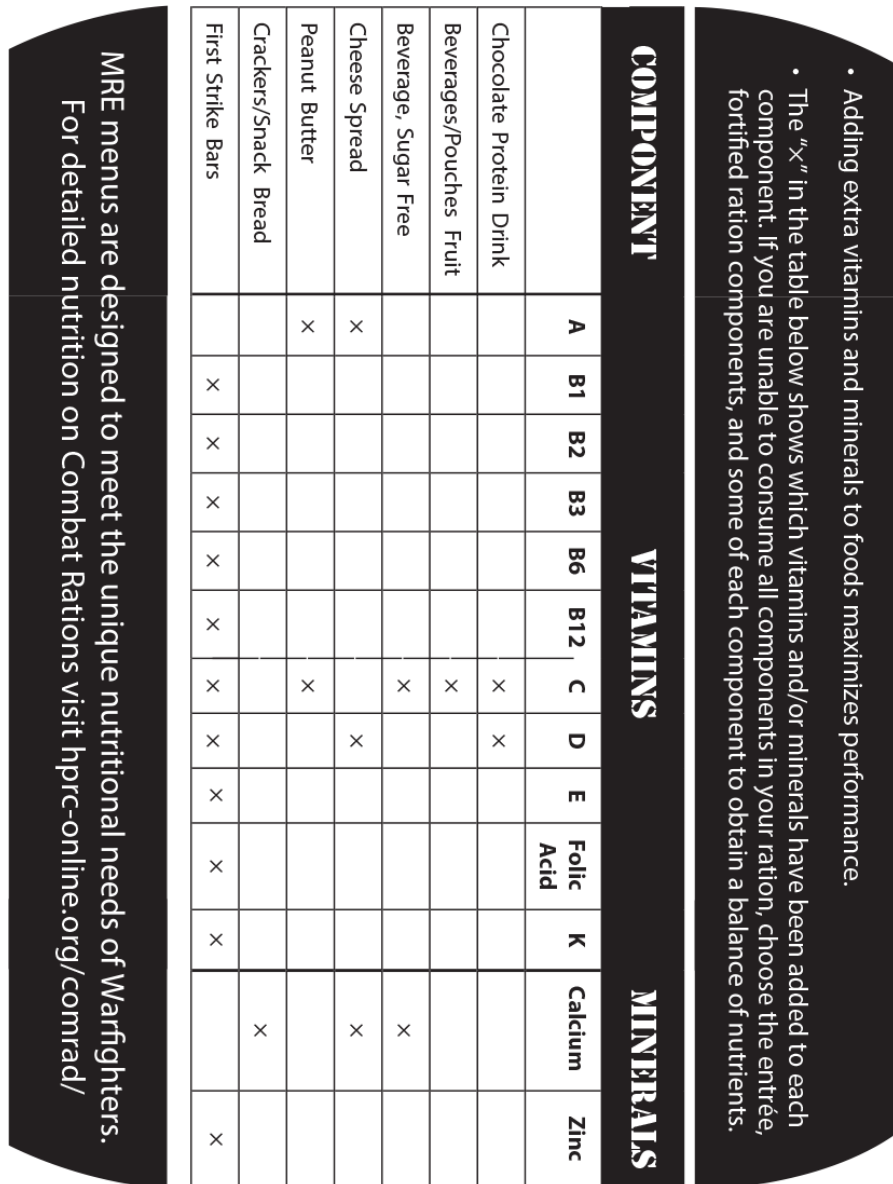 • Adding extra vitamins and minerals to foods maximizes performance.
• The “×” in the table below shows which vitamins and/or minerals have been added to each
component. If you are unable to consume all components in your ration, choose the entrée,
fortified ration components, and some of each component to obtain a balance of nutrients.
COMPONENT VITAMINS MINERALS
A B1 B2 B3 B6 B12 C D E Folic Acid K Calcium Zinc
Chocolate Protein Drink × ×
Beverages/Pouches Fruit ×
Beverage, Sugar Free × ×
Cheese Spread × × ×
Peanut Butter × ×
Crackers/Snack Bread ×
First Strike Bars × × × × × × × × × × ×
MRE menus are designed to meet the unique nutritional needs of Warfighters.
For detailed nutrition on Combat Rations visit hprc-online.org/comrad/